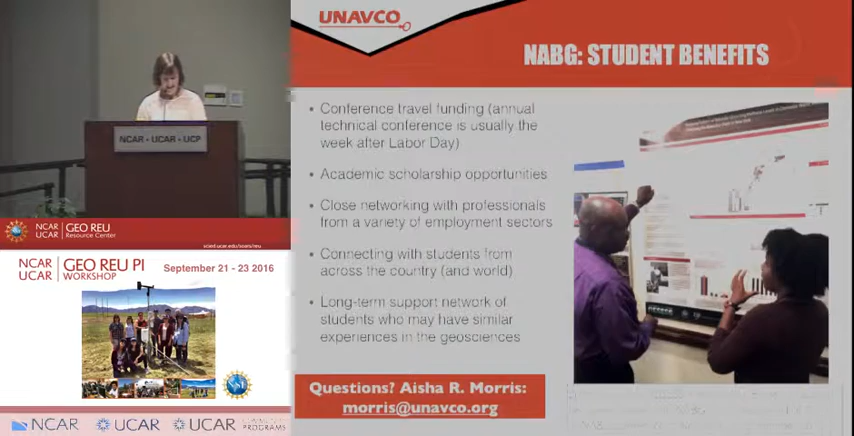 UNAVCO
NABG: STUDENT BENEFITS
• Conference travel funding (annual
technical conference is usually the
week after Labor Day)
• Academic scholarship opportunities
• Close networking with professionals
from a variety of employment sectors
• Connecting with students from
across the country (and world)
• Long-term support network of
students who may have similar
experiences in the geosciences
Questions? Aisha R. Morris:
morris@unavco.org
NCAR • UCAR • UCP
NCAR
UCAR
GEO REU
Resource Center
NCAR
UCAR
GEO REU PI
WORKSHOP
September 21 - 23 2016
NSF
NCAR
UCAR
UCAR
COMMUNITY
PROGRAMS